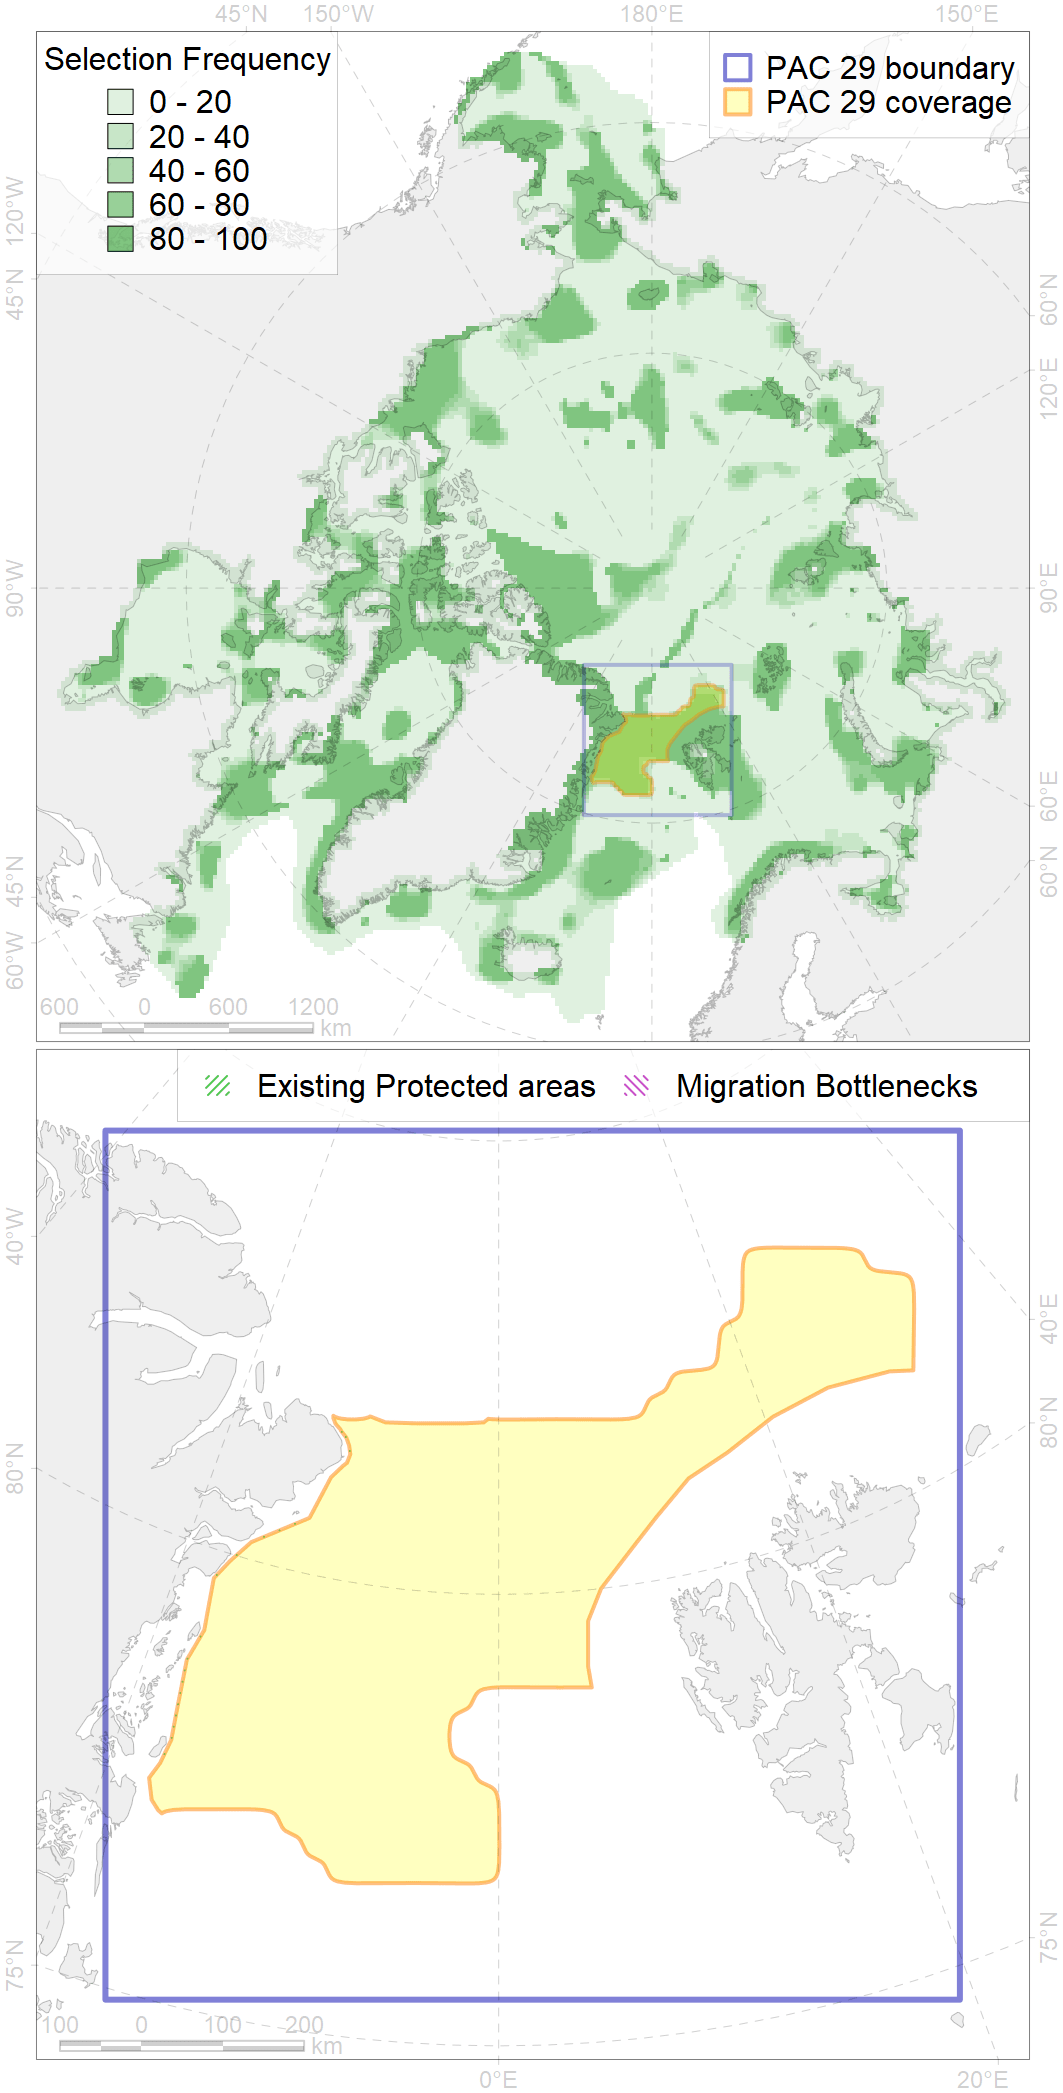 45°N 150°W 180°E 150°E
Selection Frequency
0 - 20
20 - 40
40 - 60
60 - 80
80 - 100
PAC 29 boundary
PAC 29 coverage
120°W
45°N
90°W
45°N
60°W
60°N
120°E
90°E
60°E
60°N
600 0 600 1200
km
Existing Protected areas Migration Bottlenecks
40°W
80°N
75°N
40°E
80°N
75°N
100 0 100 200
km
0°E 20°E